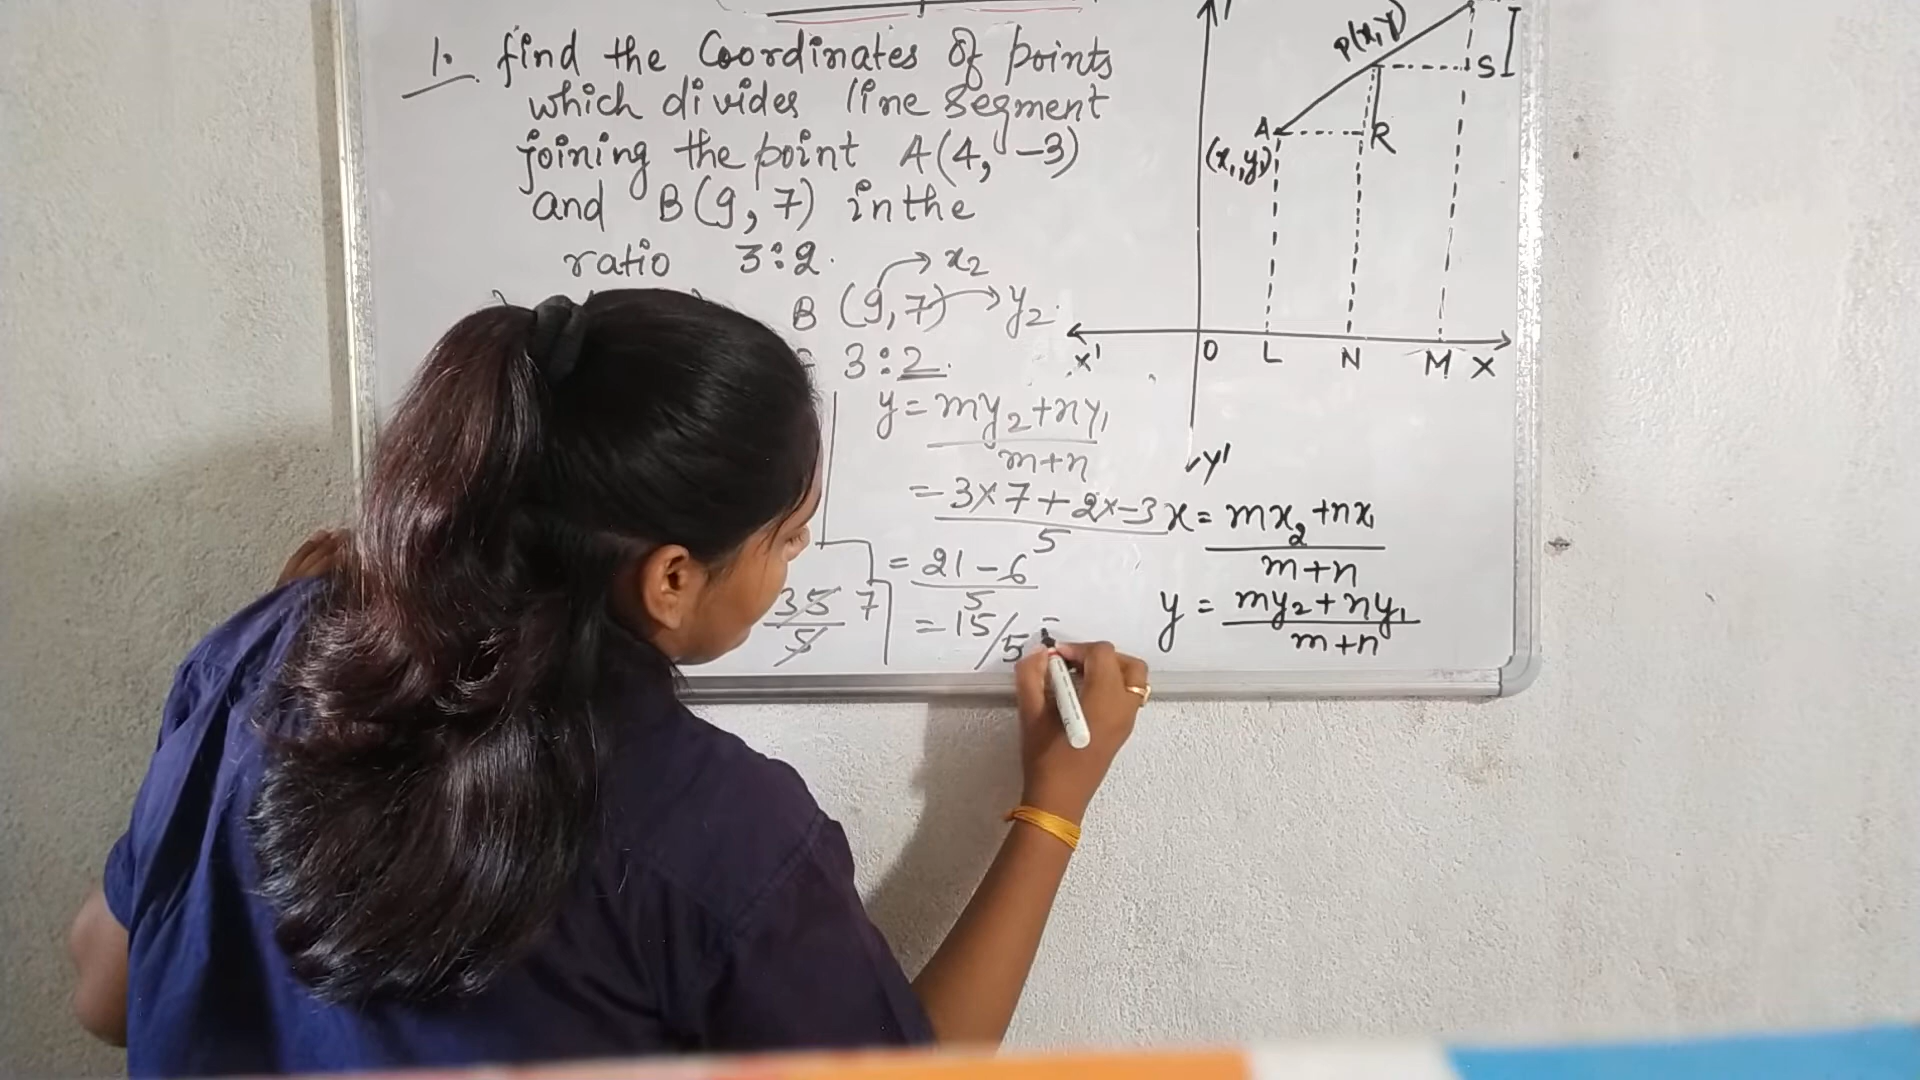 1. find the Coordinates of points
which divides line segment
joining the point A(4, -3)
and B(9, 7) in the
ratio 3:2.
x2
B (9,7) y2
3:2.
y = my2 + ny1
m+n
= 3×7 + 2×-3
5
= 21 - 6
5
= 15/5 =
35 7
5
x = mx2 + nx1
m+n
y = my2 + ny1
m+n
P(x,y)
S
A
R
(x1,y1)
X' O L N M X
Y'